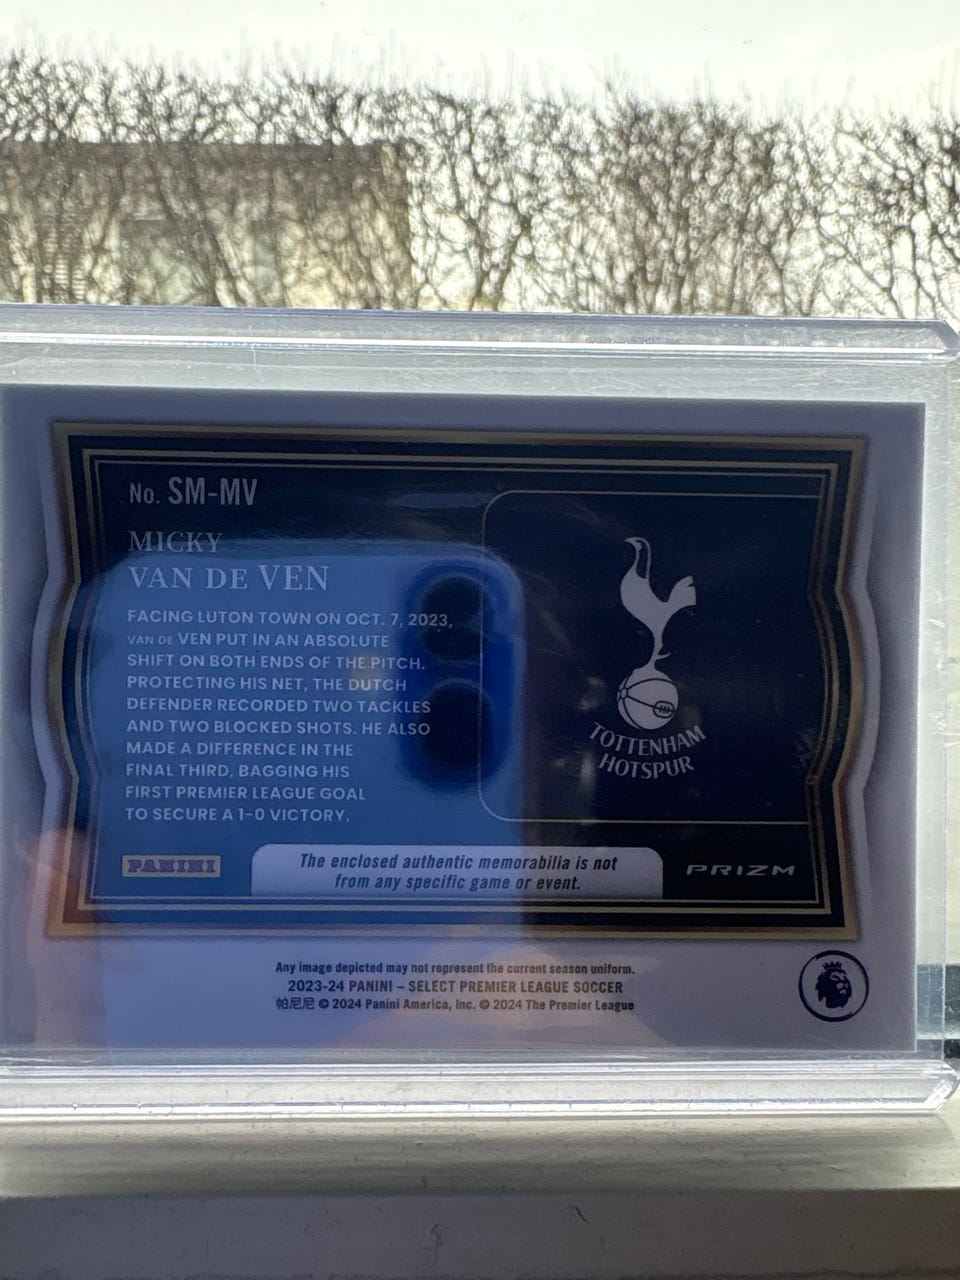 No. SM-MV
MICKY
VAN DE VEN
FACING LUTON TOWN ON OCT. 7, 2023,
VAN DE VEN PUT IN AN ABSOLUTE
SHIFT ON BOTH ENDS OF THE PITCH.
PROTECTING HIS NET, THE DUTCH
DEFENDER RECORDED TWO TACKLES
AND TWO BLOCKED SHOTS. HE ALSO
MADE A DIFFERENCE IN THE
FINAL THIRD, BAGGING HIS
FIRST PREMIER LEAGUE GOAL
TO SECURE A 1-0 VICTORY.
TOTTENHAM
HOTSPUR
PANINI
The enclosed authentic memorabilia is not
from any specific game or event.
PRIZM
Any image depicted may not represent the current season uniform.
2023-24 PANINI – SELECT PREMIER LEAGUE SOCCER
帕尼尼 © 2024 Panini America, Inc. © 2024 The Premier League